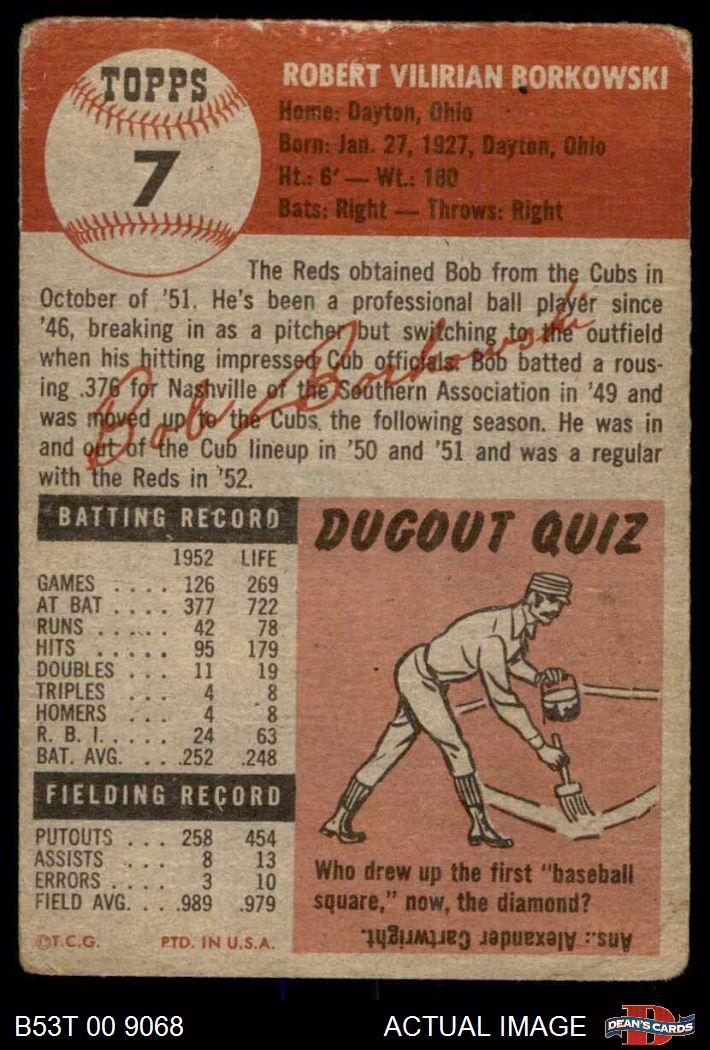 TOPPS
7
ROBERT VILIRIAN BORKOWSKI
Home: Dayton, Ohio
Born: Jan. 27, 1927, Dayton, Ohio
Ht.: 6' — Wt.: 180
Bats: Right — Throws: Right
The Reds obtained Bob from the Cubs in
October of '51. He's been a professional ball player since
'46, breaking in as a pitcher but switching to the outfield
when his hitting impressed Cub officials. Bob batted a rous-
ing .376 for Nashville of the Southern Association in '49 and
was moved up to the Cubs, the following season. He was in
and out of the Cub lineup in '50 and '51 and was a regular
with the Reds in '52.
Bob Borkowski
BATTING RECORD
1952 LIFE
GAMES .... 126 269
AT BAT .... 377 722
RUNS ...... 42 78
HITS ..... 95 179
DOUBLES ... 11 19
TRIPLES ... 4 8
HOMERS ... 4 8
R. B. I. .... 24 63
BAT. AVG. ... .252 .248
FIELDING RECORD
PUTOUTS ... 258 454
ASSISTS ... 8 13
ERRORS .... 3 10
FIELD AVG. ... .989 .979
©T.C.G. PTD. IN U.S.A.
DUGOUT QUIZ
Who drew up the first "baseball
square," now, the diamond?
Ans.: Alexander Cartwright.
B53T 00 9068 ACTUAL IMAGE
D
DEAN'S CARDS